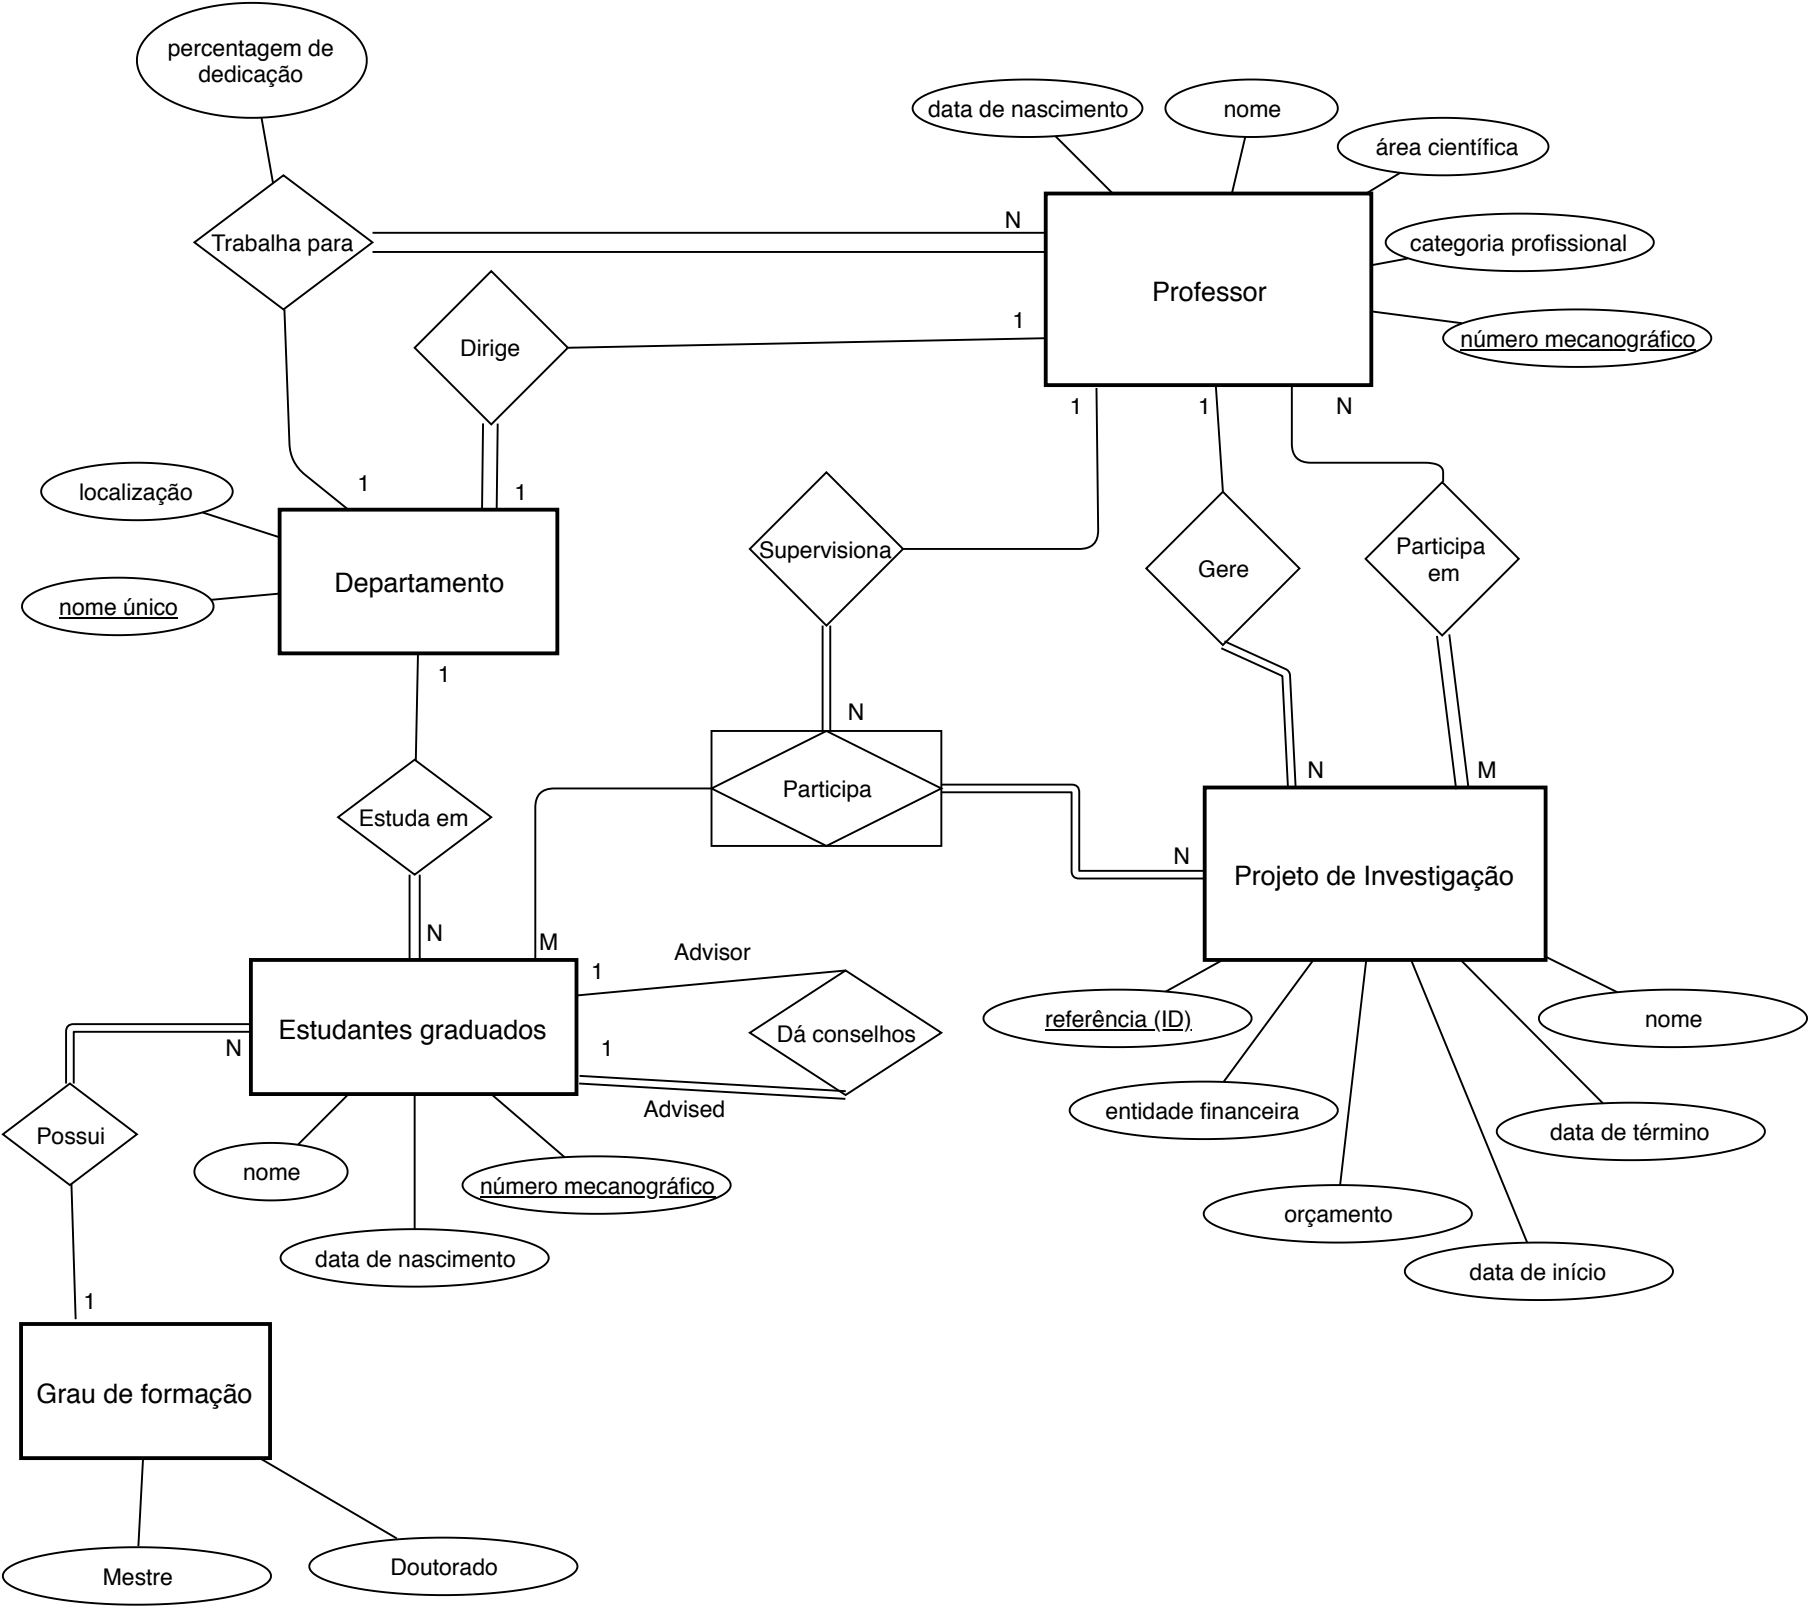 percentagem de
dedicação
data de nascimento
nome
área científica
categoria profissional
número mecanográfico
Trabalha para
N
Professor
Dirige
1
1
1
N
1
1
localização
Departamento
nome único
Supervisiona
Gere
Participa
em
1
N
N
M
Estuda em
Participa
N
Projeto de Investigação
N
M
Advisor
1
Estudantes graduados
Dá conselhos
1
Advised
N
Possui
nome
número mecanográfico
data de nascimento
referência (ID)
nome
entidade financeira
data de término
orçamento
data de início
1
Grau de formação
Mestre
Doutorado